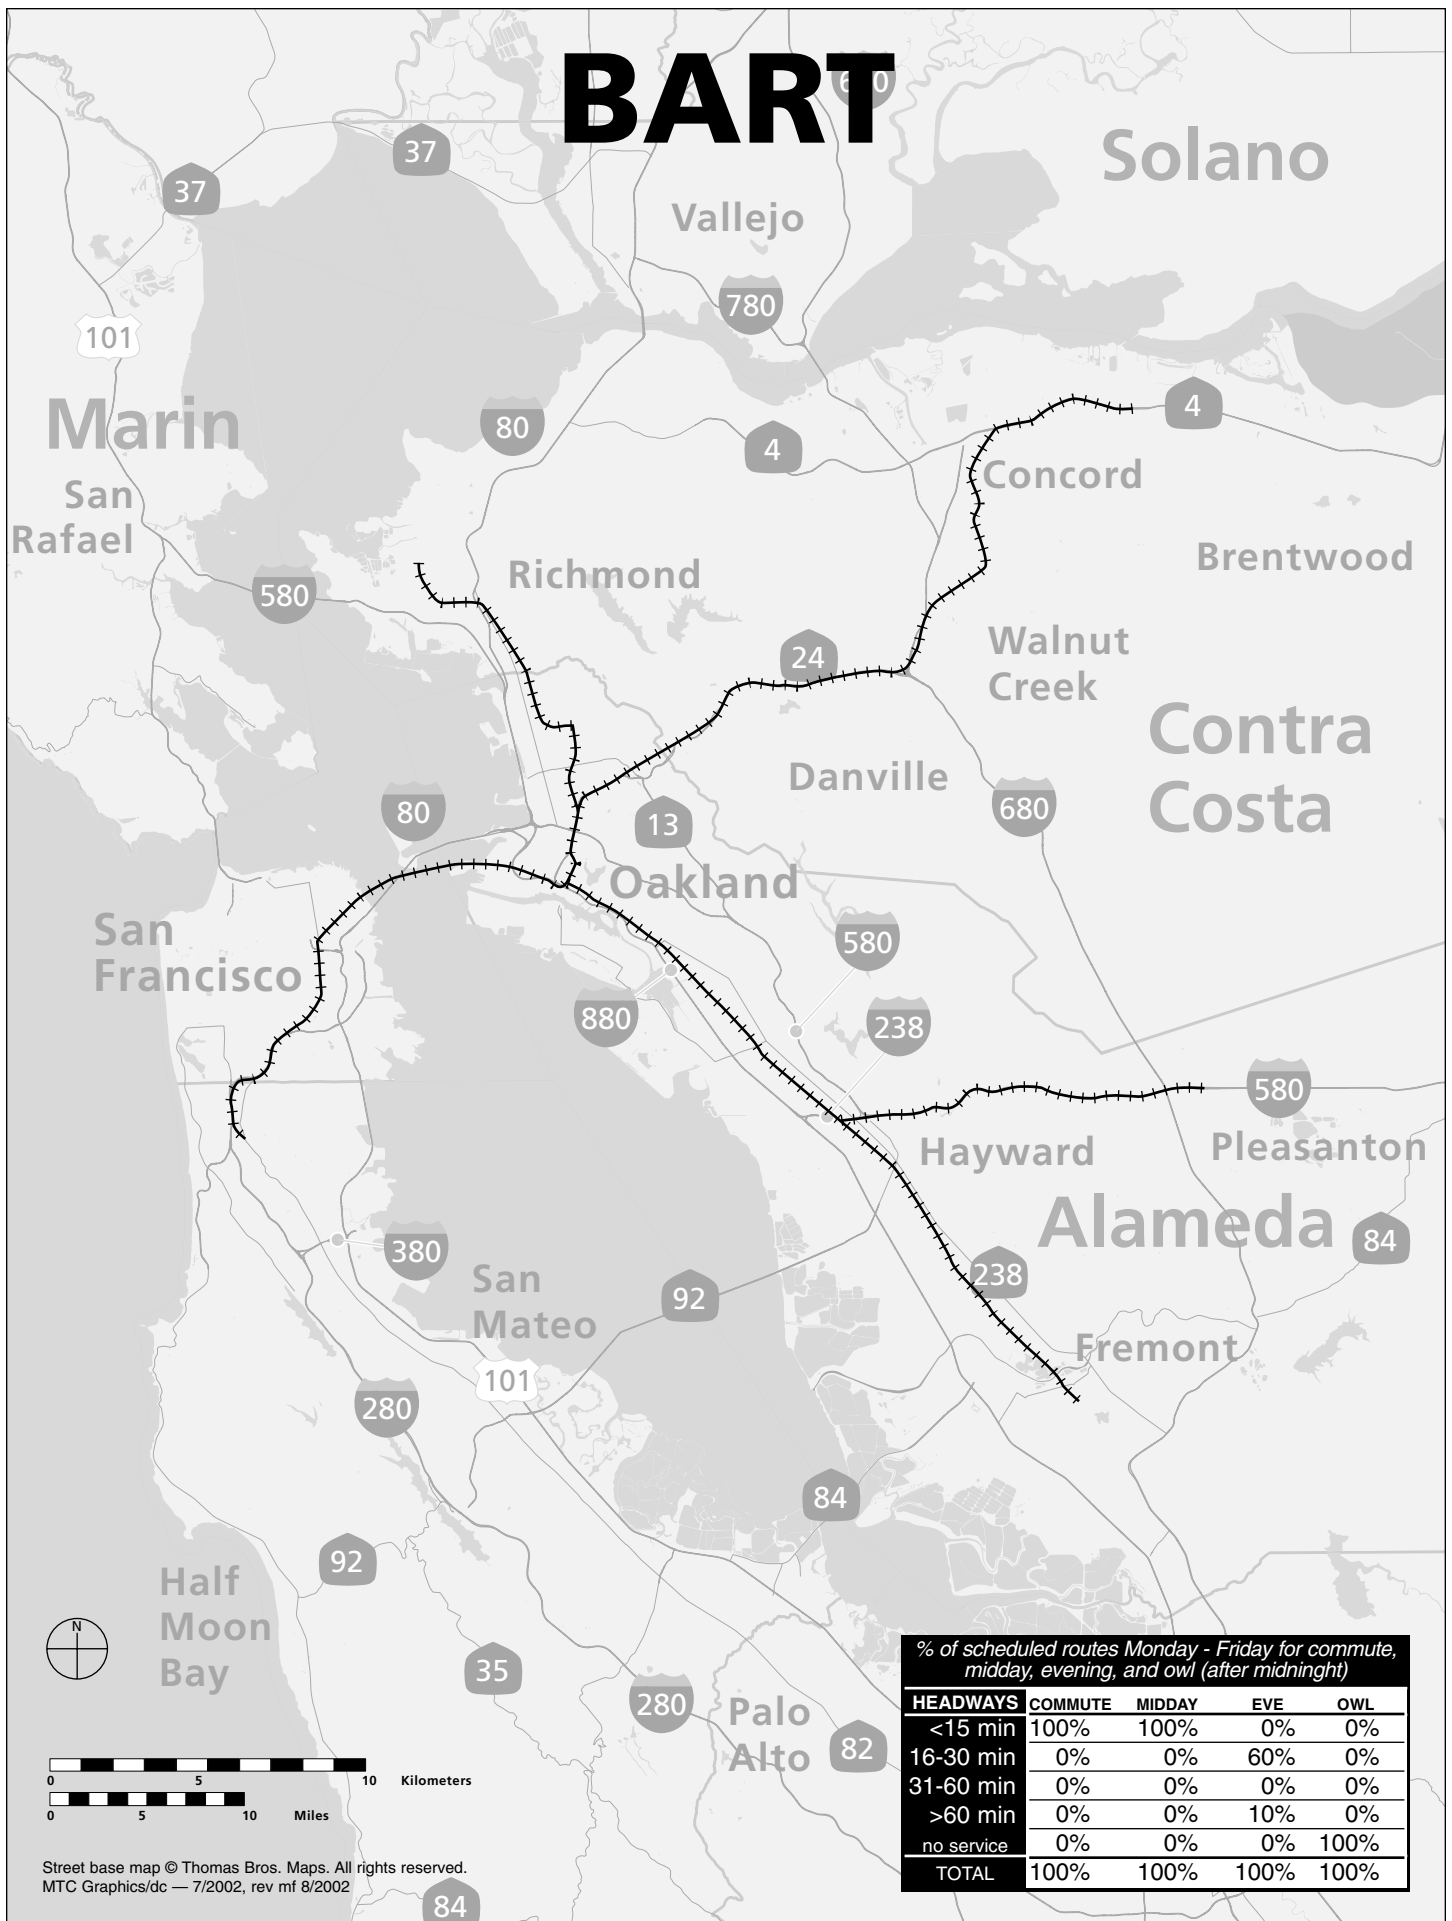 BART
680
Solano
37
37
Vallejo
780
101
Marin
80
4
4
San
Rafael
Concord
Brentwood
580
Richmond
24
Walnut
Creek
Contra
Costa
Danville
80
13
680
Oakland
San
Francisco
580
880
238
580
Hayward
Pleasanton
Alameda
84
380
San
Mateo
92
238
Fremont
101
280
84
92
Half
Moon
Bay
N
35
280
Palo
Alto
82
% of scheduled routes Monday - Friday for commute,
midday, evening, and owl (after midninght)
HEADWAYS COMMUTE MIDDAY EVE OWL
<15 min 100% 100% 0% 0%
16-30 min 0% 0% 60% 0%
31-60 min 0% 0% 0% 0%
>60 min 0% 0% 10% 0%
no service 0% 0% 0% 100%
TOTAL 100% 100% 100% 100%
0 5 10 Kilometers
0 5 10 Miles
Street base map © Thomas Bros. Maps. All rights reserved.
MTC Graphics/dc — 7/2002, rev mf 8/2002
84